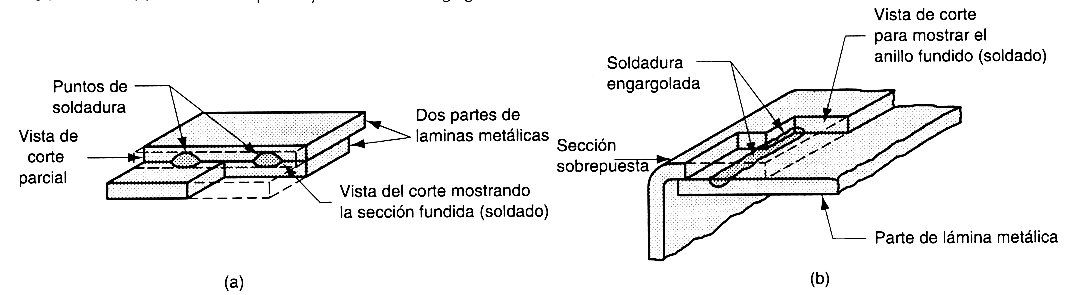 Puntos de
soldadura
Vista de
corte
parcial
Dos partes de
laminas metálicas
Vista del corte mostrando
la sección fundida (soldado)
(a)
Vista de corte
para mostrar el
anillo fundido (soldado)
Soldadura
engargolada
Sección
sobrepuesta
Parte de lámina metálica
(b)